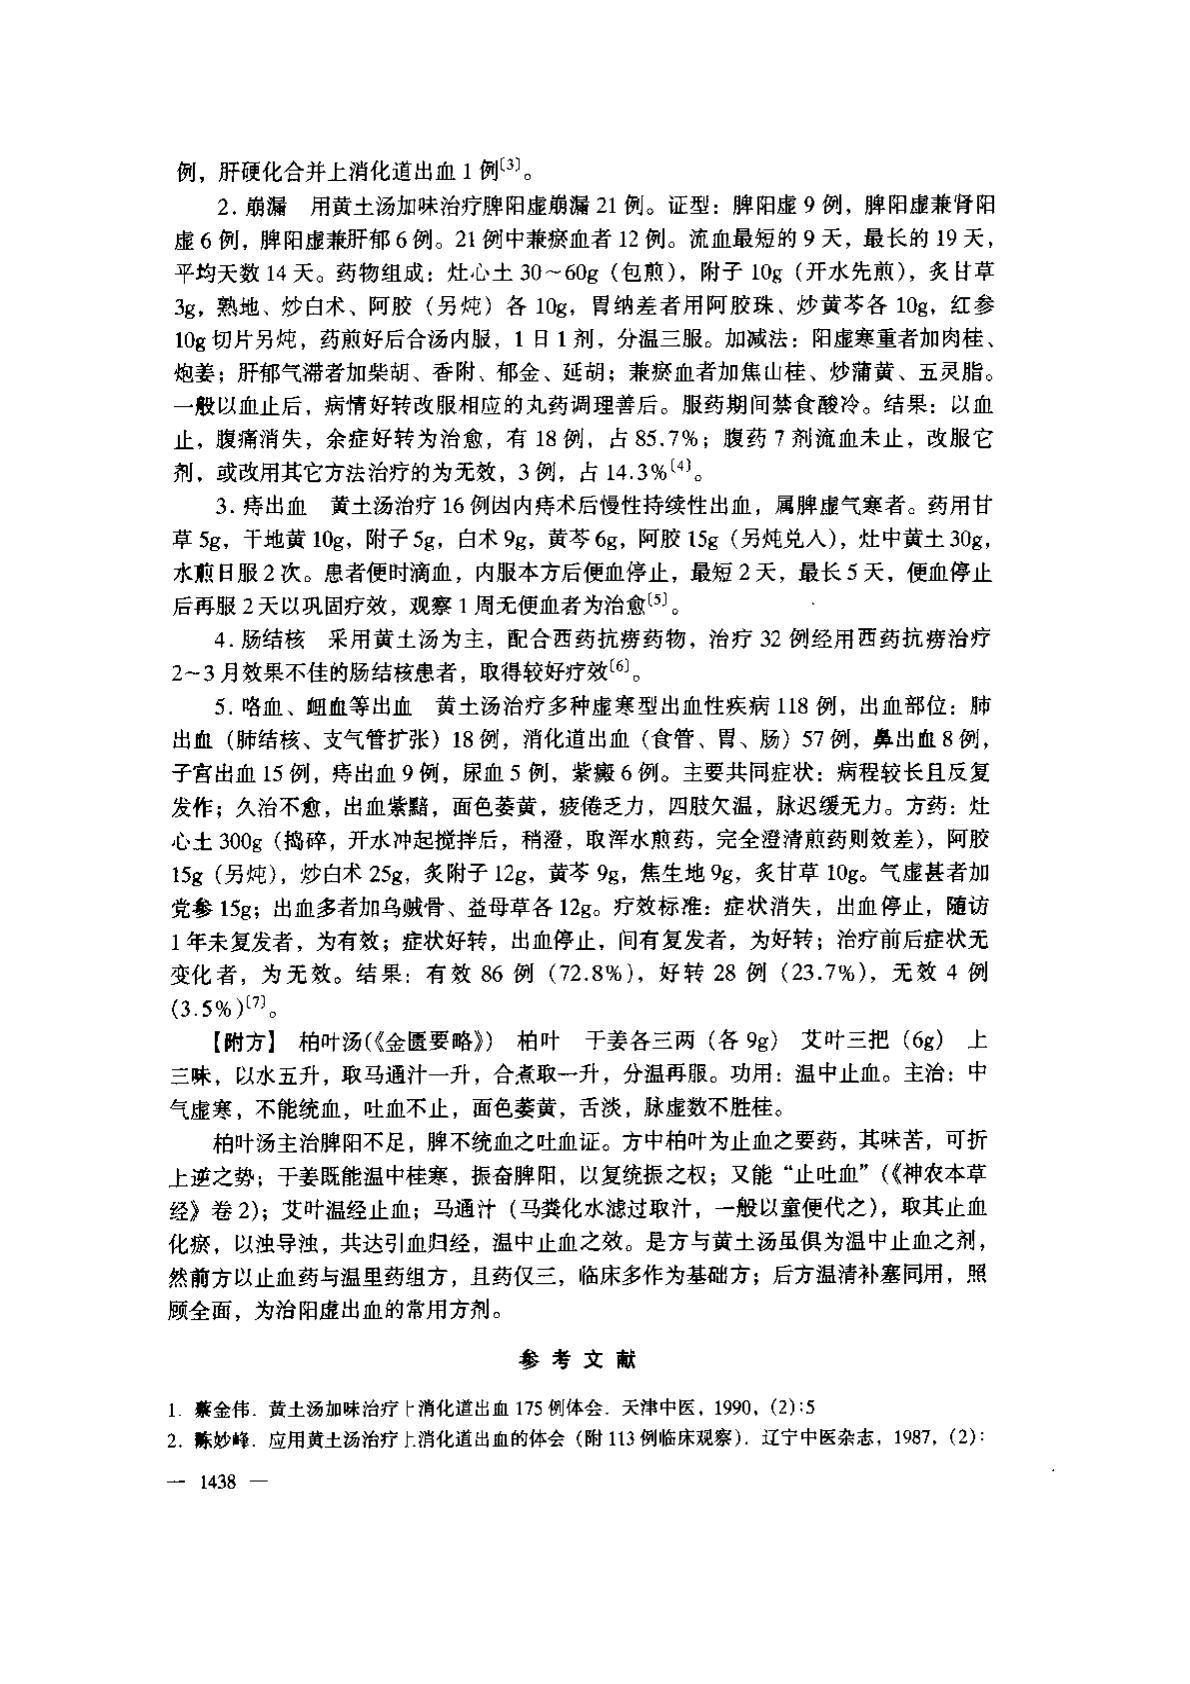 例，肝硬化合并上消化道出血 1 例〔3〕。
2. 崩漏　用黄土汤加味治疗脾阳虚崩漏 21 例。证型：脾阳虚 9 例，脾阳虚兼肾阳
虚 6 例，脾阳虚兼肝郁 6 例。21 例中兼瘀血者 12 例。流血最短的 9 天，最长的 19 天，
平均天数 14 天。药物组成：灶心土 30～60g（包煎），附子 10g（开水先煎），炙甘草
3g，熟地、炒白术、阿胶（另炖）各 10g，胃纳差者用阿胶珠、炒黄芩各 10g，红参
10g 切片另炖，药煎好后合汤内服，1 日 1 剂，分温三服。加减法：阳虚寒重者加肉桂、
炮姜；肝郁气滞者加柴胡、香附、郁金、延胡；兼瘀血者加焦山桂、炒蒲黄、五灵脂。
一般以血止后，病情好转改服相应的丸药调理善后。服药期间禁食酸冷。结果：以血
止，腹痛消失，余症好转为治愈，有 18 例，占 85.7%；腹药 7 剂流血未止，改服它
剂，或改用其它方法治疗的为无效，3 例，占 14.3%〔4〕。
3. 痔出血　黄土汤治疗 16 例因内痔术后慢性持续性出血，属脾虚气寒者。药用甘
草 5g，干地黄 10g，附子 5g，白术 9g，黄芩 6g，阿胶 15g（另炖兑入），灶中黄土 30g，
水煎日服 2 次。患者便时滴血，内服本方后便血停止，最短 2 天，最长 5 天，便血停止
后再服 2 天以巩固疗效，观察 1 周无便血者为治愈〔5〕。
4. 肠结核　采用黄土汤为主，配合西药抗痨药物，治疗 32 例经用西药抗痨治疗
2～3 月效果不佳的肠结核患者，取得较好疗效〔6〕。
5. 咯血、衄血等出血　黄土汤治疗多种虚寒型出血性疾病 118 例，出血部位：肺
出血（肺结核、支气管扩张）18 例，消化道出血（食管、胃、肠）57 例，鼻出血 8 例，
子宫出血 15 例，痔出血 9 例，尿血 5 例，紫癜 6 例。主要共同症状：病程较长且反复
发作；久治不愈，出血紫黯，面色萎黄，疲倦乏力，四肢欠温，脉迟缓无力。方药：灶
心土 300g（捣碎，开水冲起搅拌后，稍澄，取浑水煎药，完全澄清煎药则效差），阿胶
15g（另炖），炒白术 25g，炙附子 12g，黄芩 9g，焦生地 9g，炙甘草 10g。气虚甚者加
党参 15g；出血多者加乌贼骨、益母草各 12g。疗效标准：症状消失，出血停止，随访
1 年未复发者，为有效；症状好转，出血停止，间有复发者，为好转；治疗前后症状无
变化者，为无效。结果：有效 86 例（72.8%），好转 28 例（23.7%），无效 4 例
(3.5%)〔7〕。
【附方】　柏叶汤(《金匮要略》)　柏叶　干姜各三两（各 9g）　艾叶三把（6g）　上
三味，以水五升，取马通汁一升，合煮取一升，分温再服。功用：温中止血。主治：中
气虚寒，不能统血，吐血不止，面色萎黄，舌淡，脉虚数不胜桂。
柏叶汤主治脾阳不足，脾不统血之吐血证。方中柏叶为止血之要药，其味苦，可折
上逆之势；干姜既能温中桂寒，振奋脾阳，以复统振之权；又能“止吐血”(《神农本草
经》卷 2)；艾叶温经止血；马通汁（马粪化水滤过取汁，一般以童便代之），取其止血
化瘀，以浊导浊，共达引血归经，温中止血之效。是方与黄土汤虽俱为温中止血之剂，
然前方以止血药与温里药组方，且药仅三，临床多作为基础方；后方温清补塞同用，照
顾全面，为治阳虚出血的常用方剂。
参 考 文 献
1. 蔡金伟. 黄土汤加味治疗上消化道出血 175 例体会. 天津中医，1990，(2):5
2. 陈妙峰. 应用黄土汤治疗上消化道出血的体会（附 113 例临床观察）. 辽宁中医杂志，1987，(2):
— 1438 —